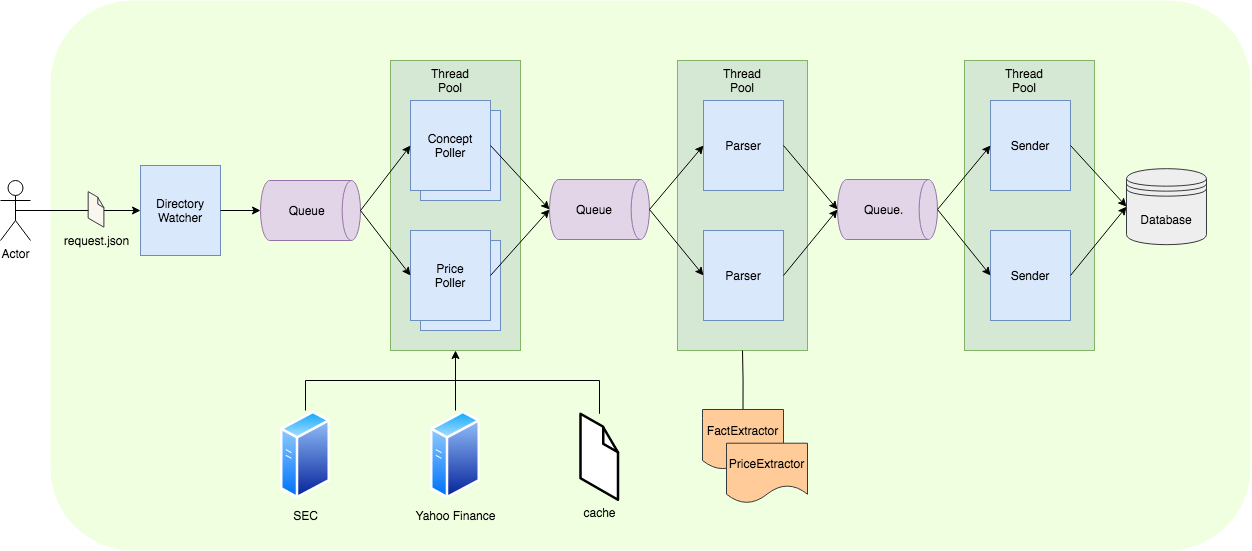 Actor
request.json
Directory
Watcher
Queue
Thread
Pool
Concept
Poller
Price
Poller
Queue
Thread
Pool
Parser
Parser
Queue.
Thread
Pool
Sender
Sender
Database
SEC
Yahoo Finance
cache
FactExtractor
PriceExtractor